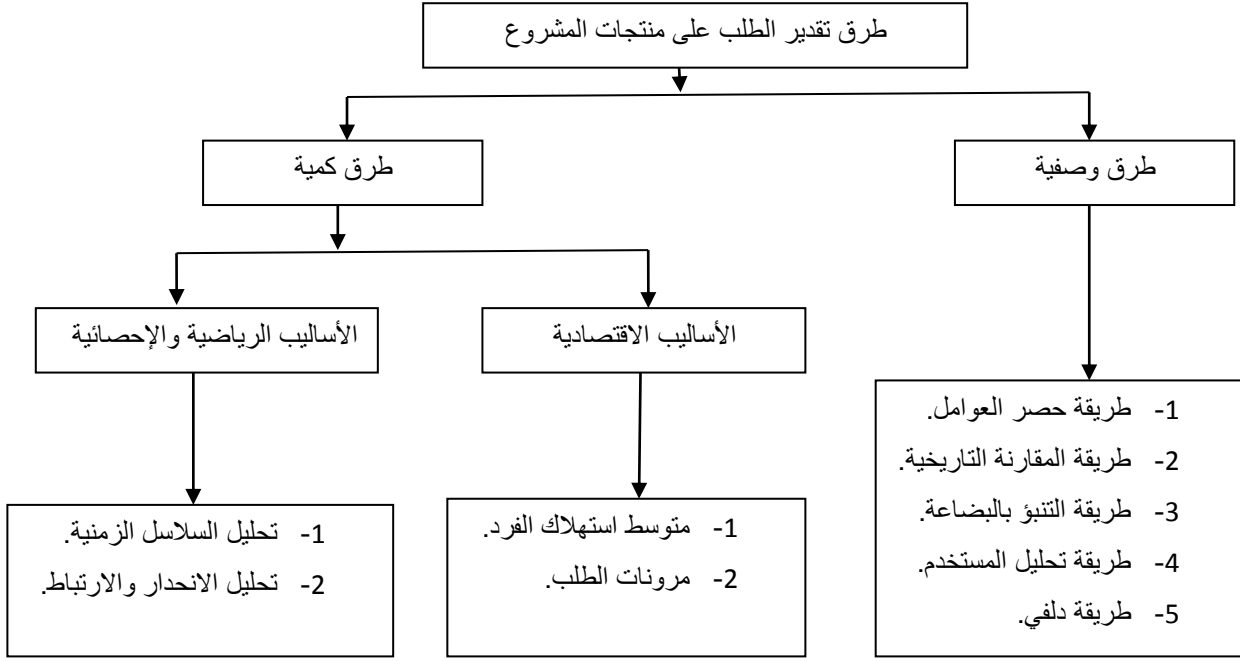 طرق تقدير الطلب على منتجات المشروع
طرق وصفية
طرق كمية
الأساليب الاقتصادية
الأساليب الرياضية والإحصائية
1- طريقة حصر العوامل.
2- طريقة المقارنة التاريخية.
3- طريقة التنبؤ بالبضاعة.
4- طريقة تحليل المستخدم.
5- طريقة دلفي.
1- متوسط استهلاك الفرد.
2- مرونات الطلب.
1- تحليل السلاسل الزمنية.
2- تحليل الانحدار والارتباط.